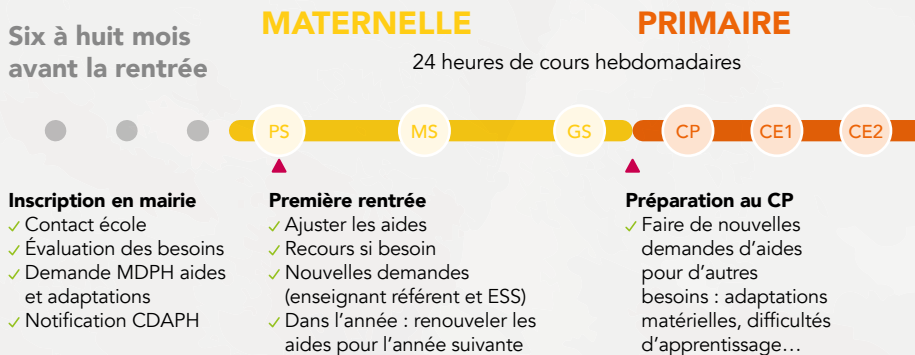 Six à huit mois
avant la rentrée
MATERNELLE
PRIMAIRE
24 heures de cours hebdomadaires
PS
MS
GS
CP
CE1
CE2
Inscription en mairie
✓ Contact école
✓ Évaluation des besoins
✓ Demande MDPH aides
et adaptations
✓ Notification CDAPH
Première rentrée
✓ Ajuster les aides
✓ Recours si besoin
✓ Nouvelles demandes
(enseignant référent et ESS)
✓ Dans l’année : renouveler les
aides pour l’année suivante
Préparation au CP
✓ Faire de nouvelles
demandes d’aides
pour d’autres
besoins : adaptations
matérielles, difficultés
d’apprentissage…